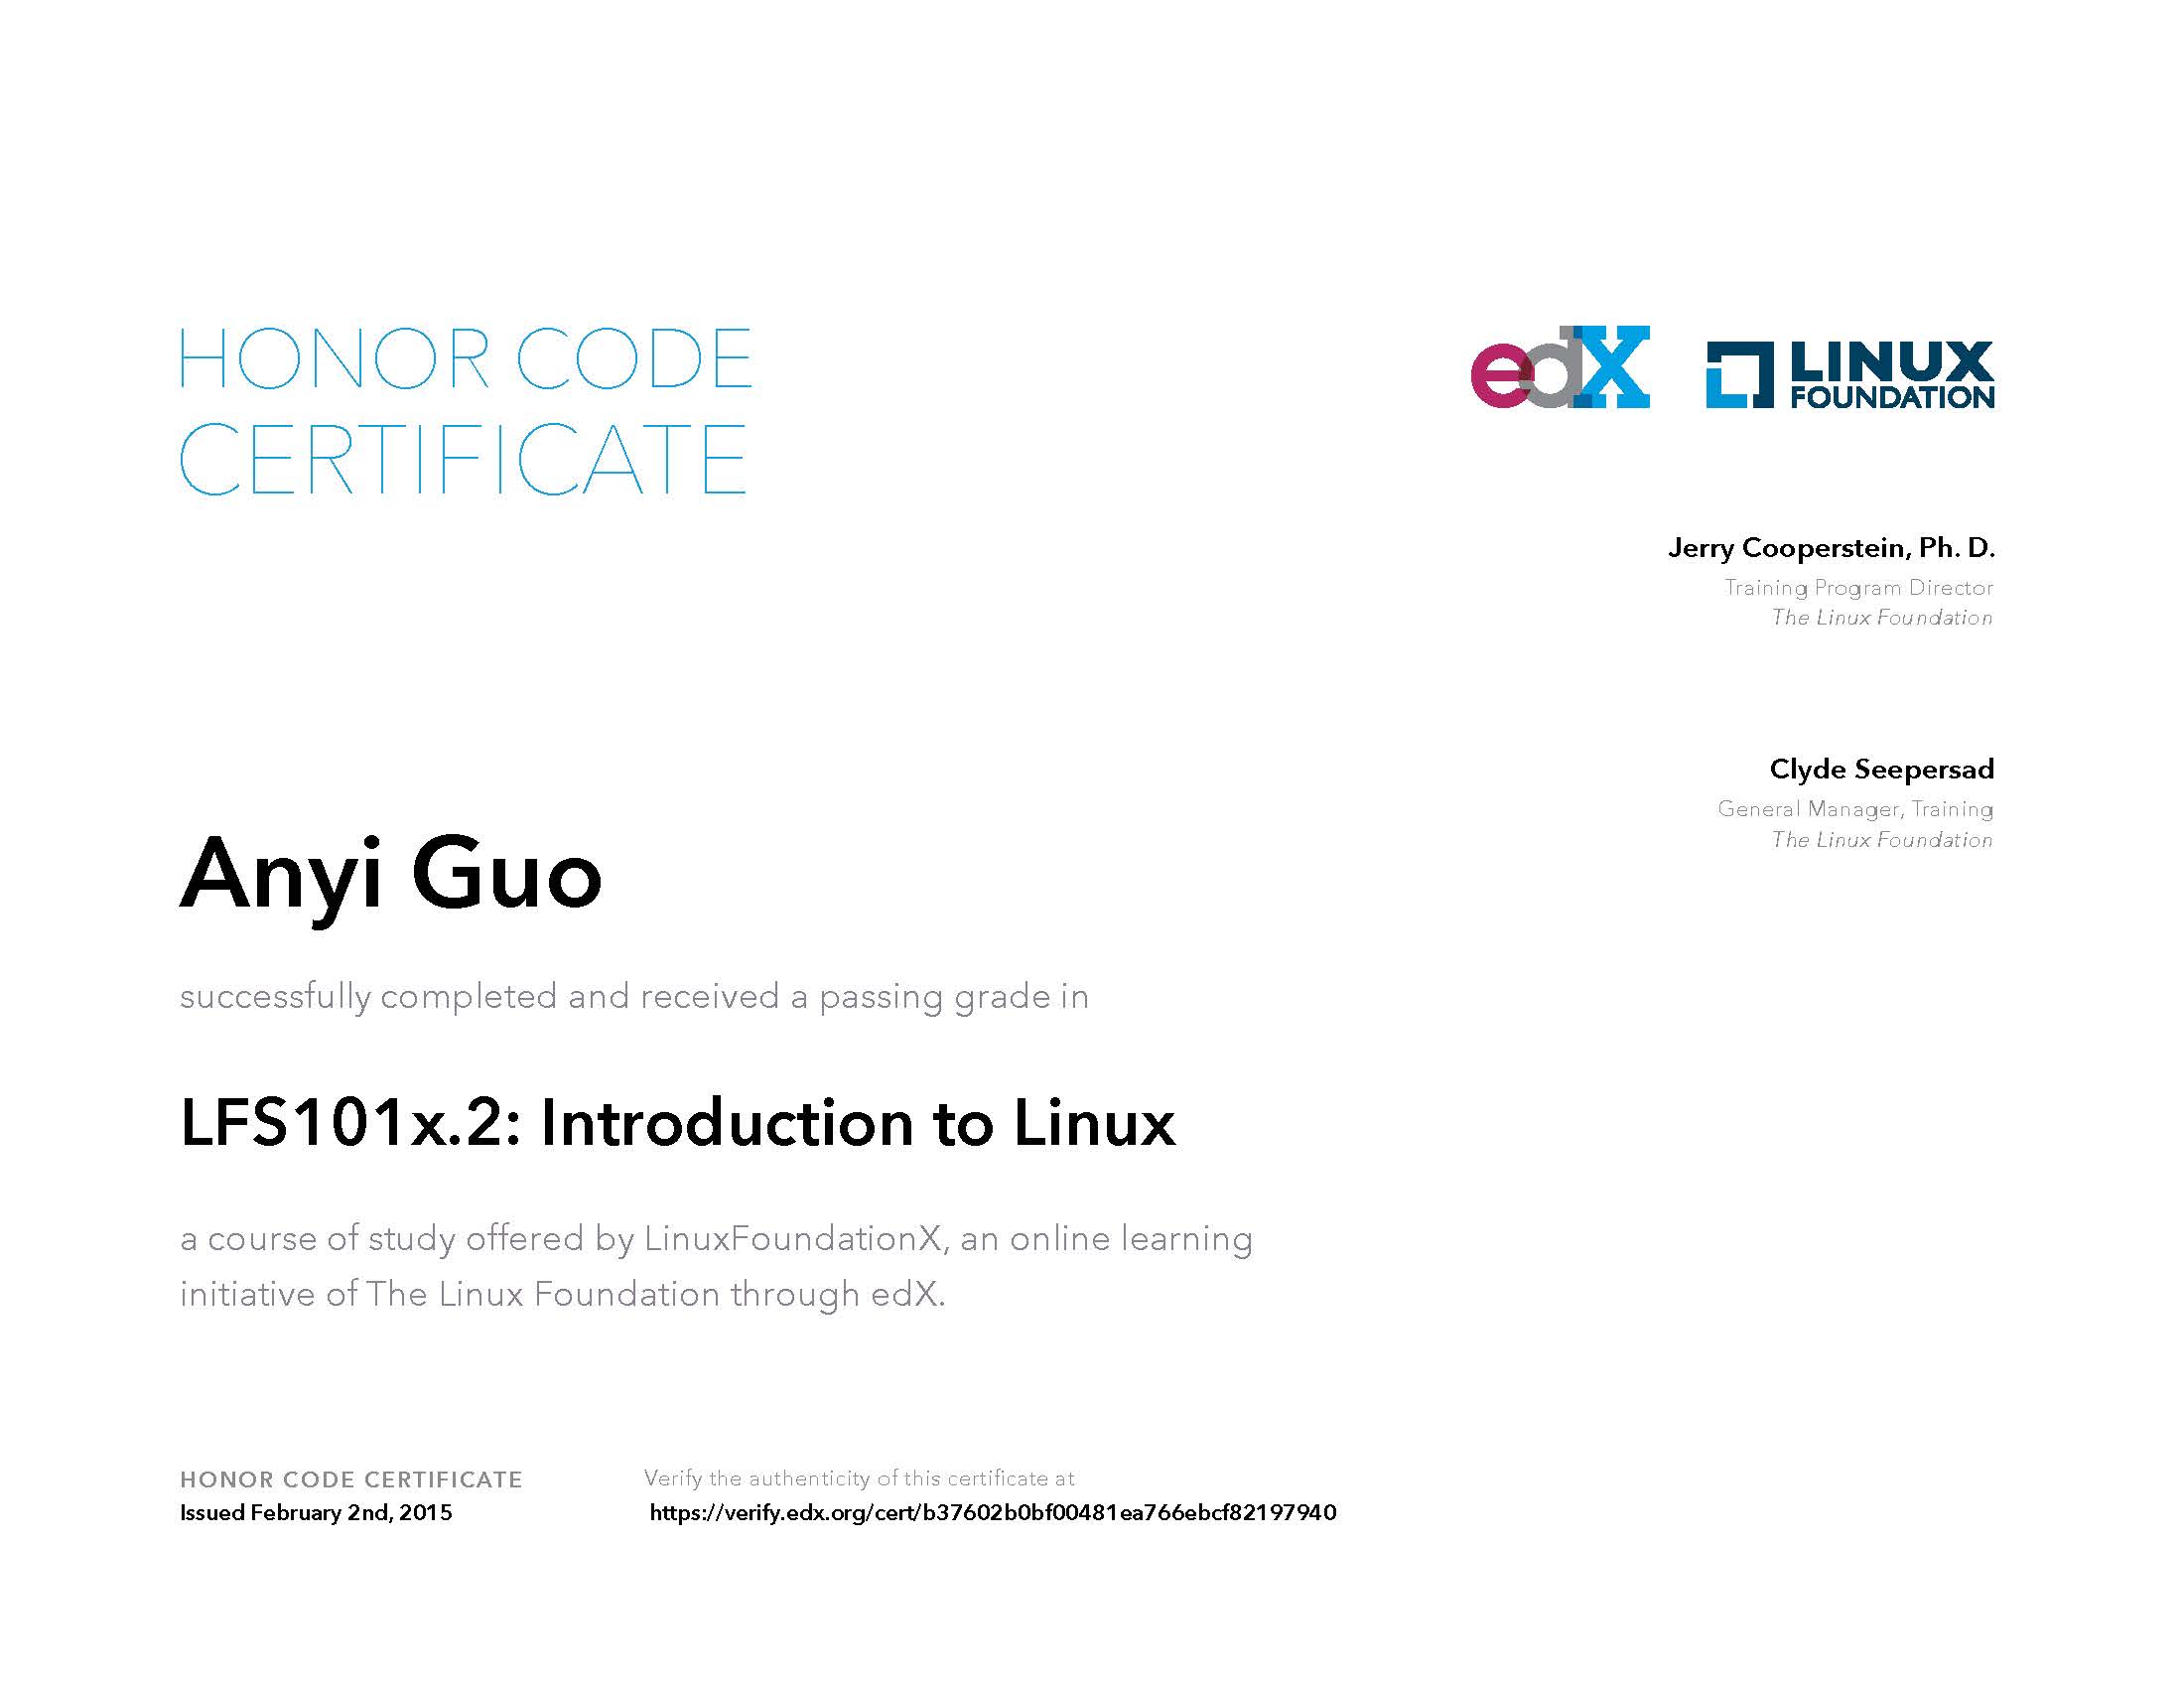 HONOR CODE
CERTIFICATE
edX
LINUX
FOUNDATION
Jerry Cooperstein, Ph. D.
Training Program Director
The Linux Foundation
Clyde Seepersad
General Manager, Training
The Linux Foundation
Anyi Guo
successfully completed and received a passing grade in
LFS101x.2: Introduction to Linux
a course of study offered by LinuxFoundationX, an online learning
initiative of The Linux Foundation through edX.
HONOR CODE CERTIFICATE
Issued February 2nd, 2015
Verify the authenticity of this certificate at
https://verify.edx.org/cert/b37602b0bf00481ea766ebcf82197940